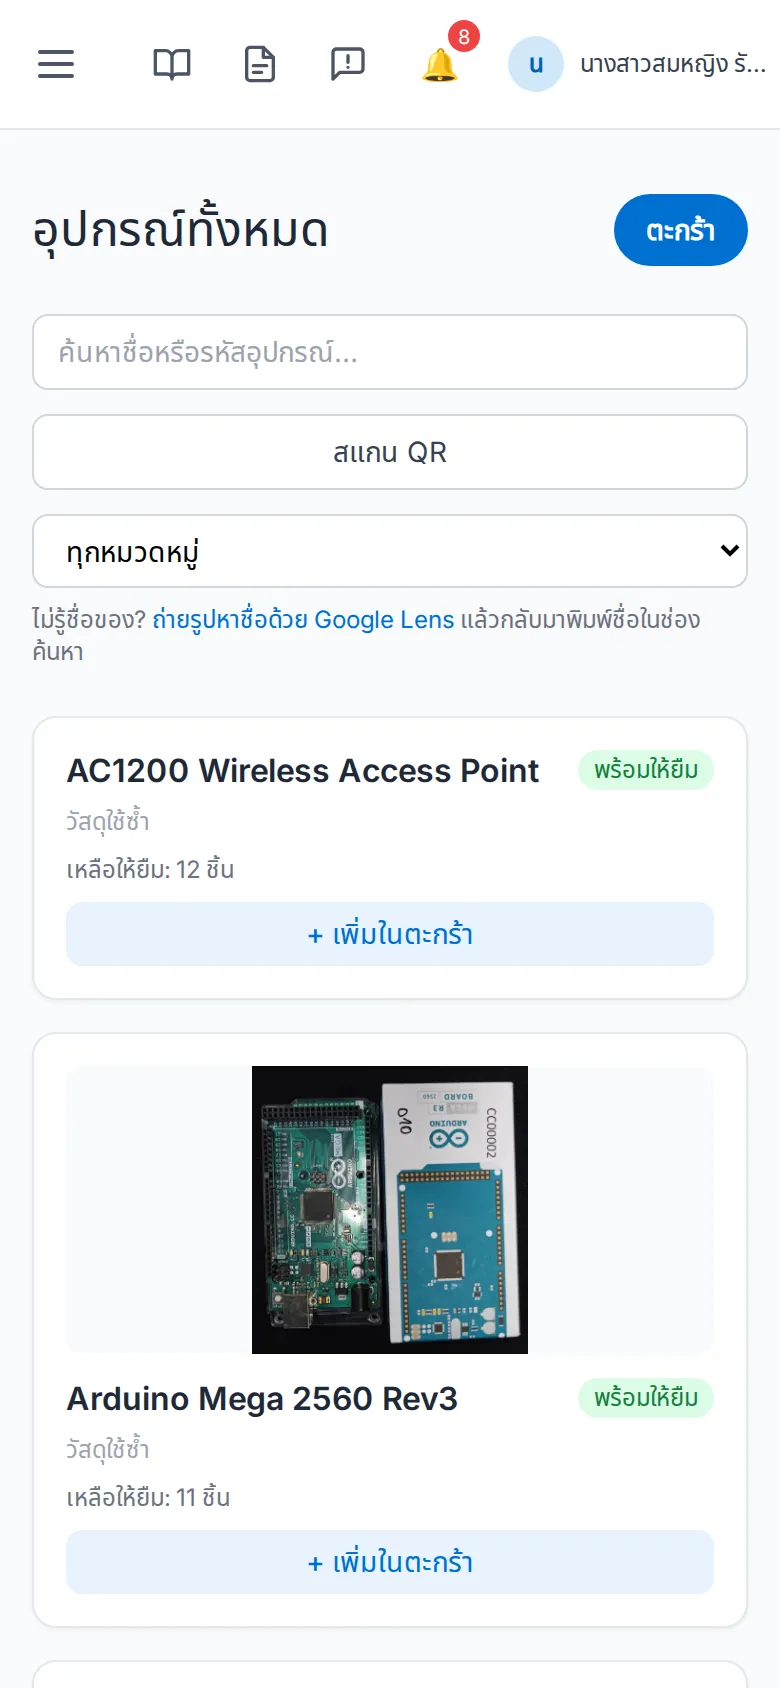 8
u นางสาวสมหญิง รั...
อุปกรณ์ทั้งหมด
ตะกร้า
ค้นหาชื่อหรือรหัสอุปกรณ์...
สแกน QR
ทุกหมวดหมู่
ไม่รู้ชื่อของ? ถ่ายรูปหาชื่อด้วย Google Lens แล้วกลับมาพิมพ์ชื่อในช่อง
ค้นหา
AC1200 Wireless Access Point
พร้อมให้ยืม
วัสดุใช้ซ้ำ
เหลือให้ยืม: 12 ชิ้น
+ เพิ่มในตะกร้า
BOARD
2560
MEGA
R3
ARDUINO
040
CC00002
Arduino Mega 2560 Rev3
พร้อมให้ยืม
วัสดุใช้ซ้ำ
เหลือให้ยืม: 11 ชิ้น
+ เพิ่มในตะกร้า